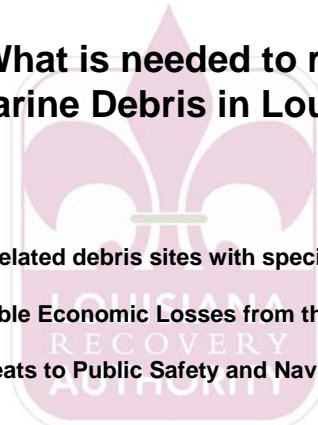 What is needed to r
arine Debris in Lou
elated debris sites with speci
ble Economic Losses from th
LOUISIANA
RECOVERY
eats to Public Safety and Nav
AUTHORITY